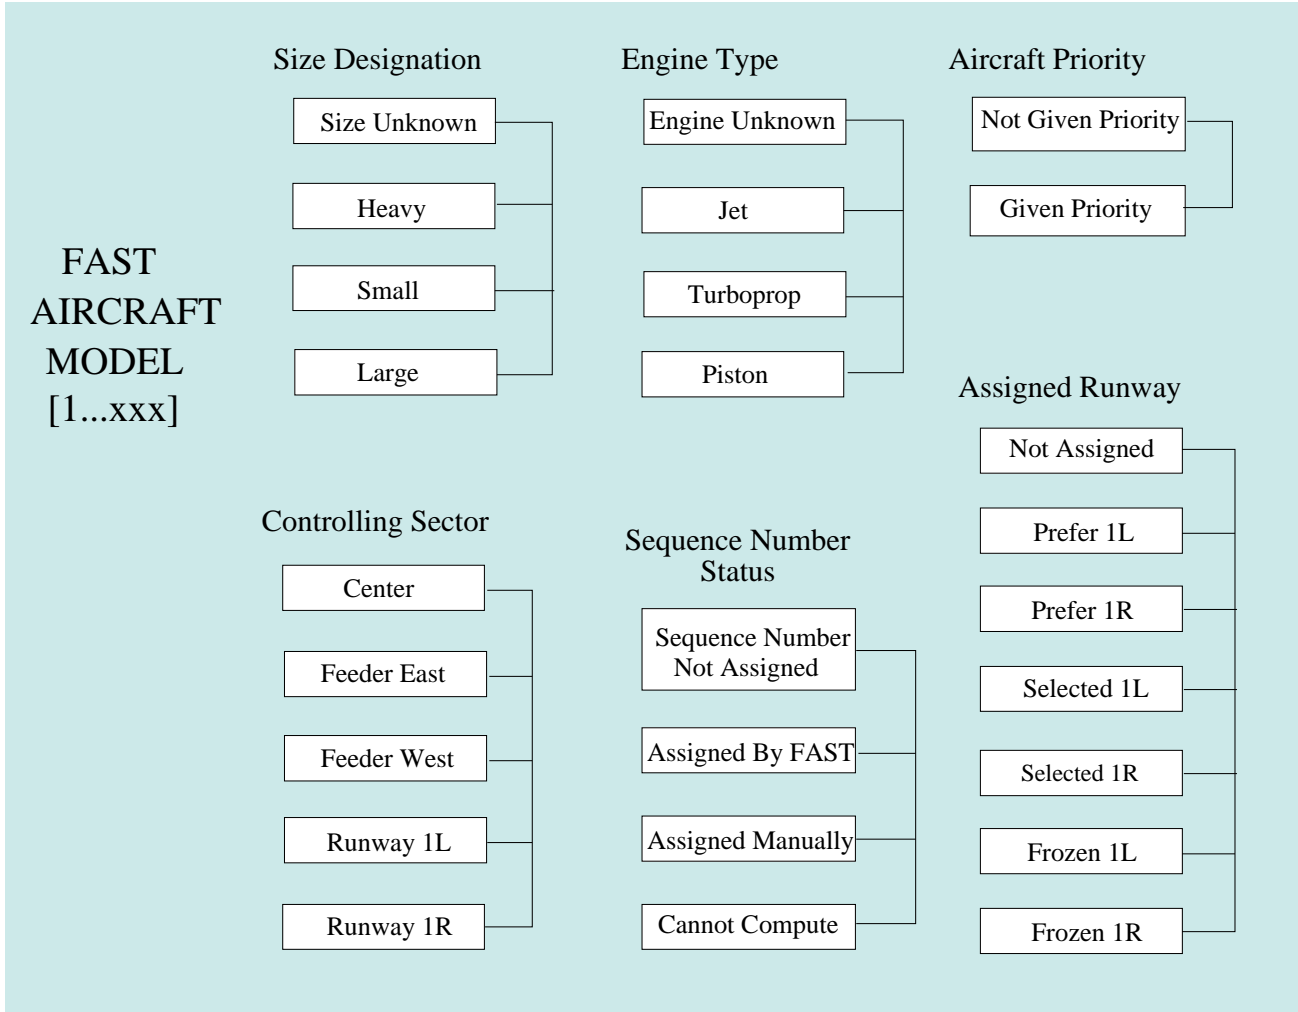 FAST
AIRCRAFT
MODEL
[1...xxx]
Size Designation
Size Unknown
Heavy
Small
Large
Engine Type
Engine Unknown
Jet
Turboprop
Piston
Aircraft Priority
Not Given Priority
Given Priority
Controlling Sector
Center
Feeder East
Feeder West
Runway 1L
Runway 1R
Sequence Number
Status
Sequence Number
Not Assigned
Assigned By FAST
Assigned Manually
Cannot Compute
Assigned Runway
Not Assigned
Prefer 1L
Prefer 1R
Selected 1L
Selected 1R
Frozen 1L
Frozen 1R